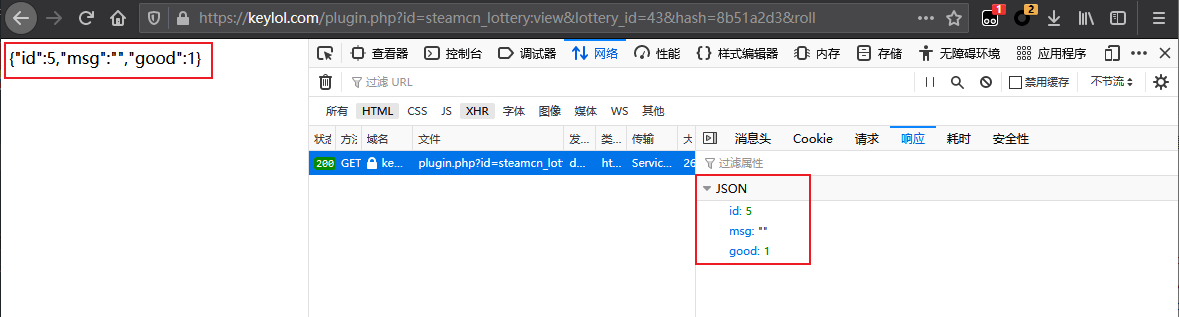 https://keylol.com/plugin.php?id=steamcn_lottery:view&lottery_id=43&hash=8b51a2d3&roll
1
2
{"id":5,"msg":"","good":1}
查看器 控制台 调试器 网络 性能 样式编辑器 内存 存储 无障碍环境 应用程序
过滤 URL
禁用缓存 不节流
所有 HTML CSS JS XHR 字体 图像 媒体 WS 其他
状态 方法 域名 文件 发... 类... 传输 大
消息头 Cookie 请求 响应 耗时 安全性
200 GET ke... plugin.php?id=steamcn_lot d... ht... Servic... 26
过滤属性
JSON
id: 5
msg: ""
good: 1